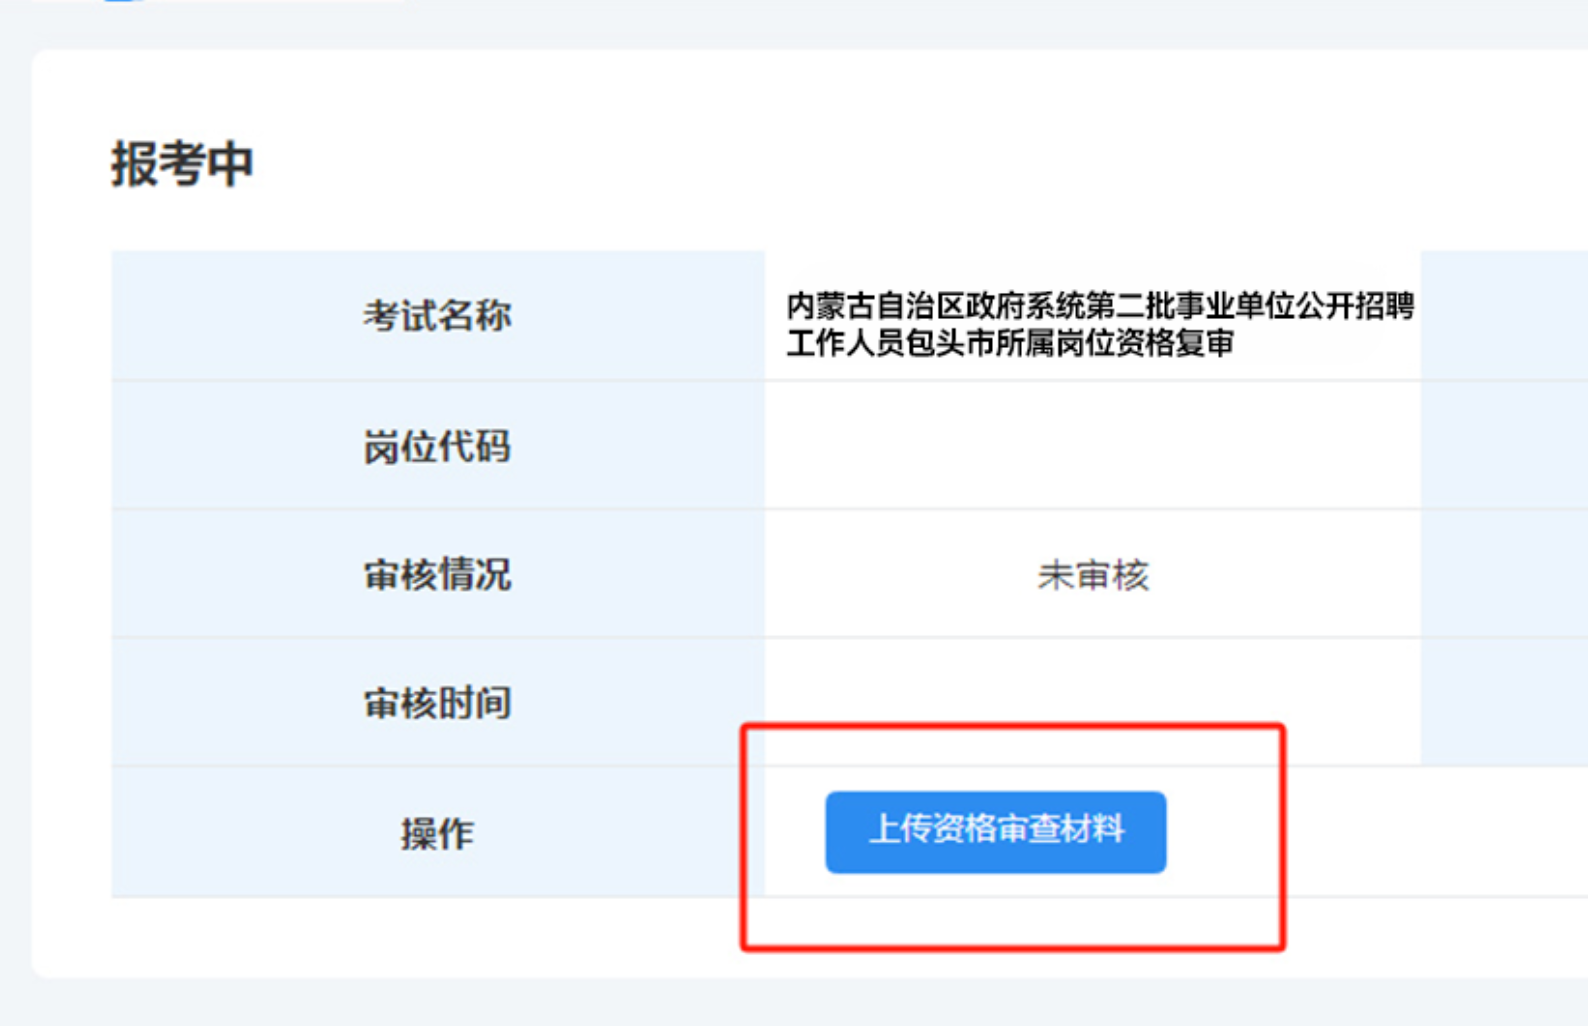 报考中
考试名称
内蒙古自治区政府系统第二批事业单位公开招聘
工作人员包头市所属岗位资格复审
岗位代码
审核情况
未审核
审核时间
操作
上传资格审查材料